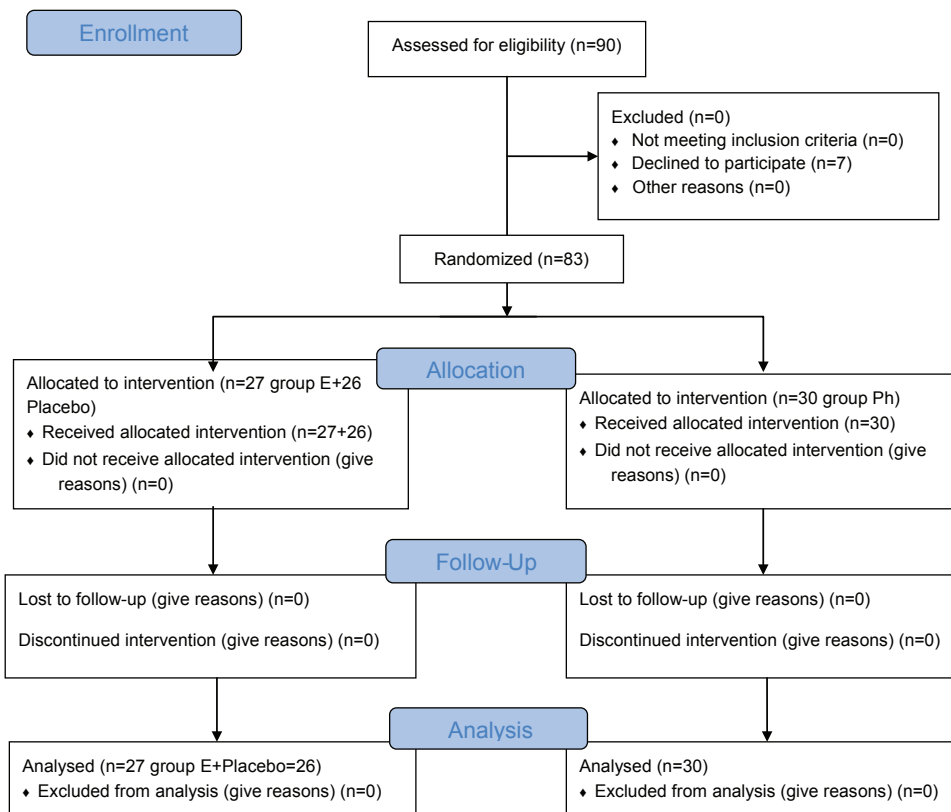 Enrollment
Assessed for eligibility (n=90)
Excluded (n=0)
♦ Not meeting inclusion criteria (n=0)
♦ Declined to participate (n=7)
♦ Other reasons (n=0)
Randomized (n=83)
Allocation
Allocated to intervention (n=27 group E+26
Placebo)
♦ Received allocated intervention (n=27+26)
♦ Did not receive allocated intervention (give
reasons) (n=0)
Allocated to intervention (n=30 group Ph)
♦ Received allocated intervention (n=30)
♦ Did not receive allocated intervention (give
reasons) (n=0)
Follow-Up
Lost to follow-up (give reasons) (n=0)
Discontinued intervention (give reasons) (n=0)
Lost to follow-up (give reasons) (n=0)
Discontinued intervention (give reasons) (n=0)
Analysis
Analysed (n=27 group E+Placebo=26)
♦ Excluded from analysis (give reasons) (n=0)
Analysed (n=30)
♦ Excluded from analysis (give reasons) (n=0)